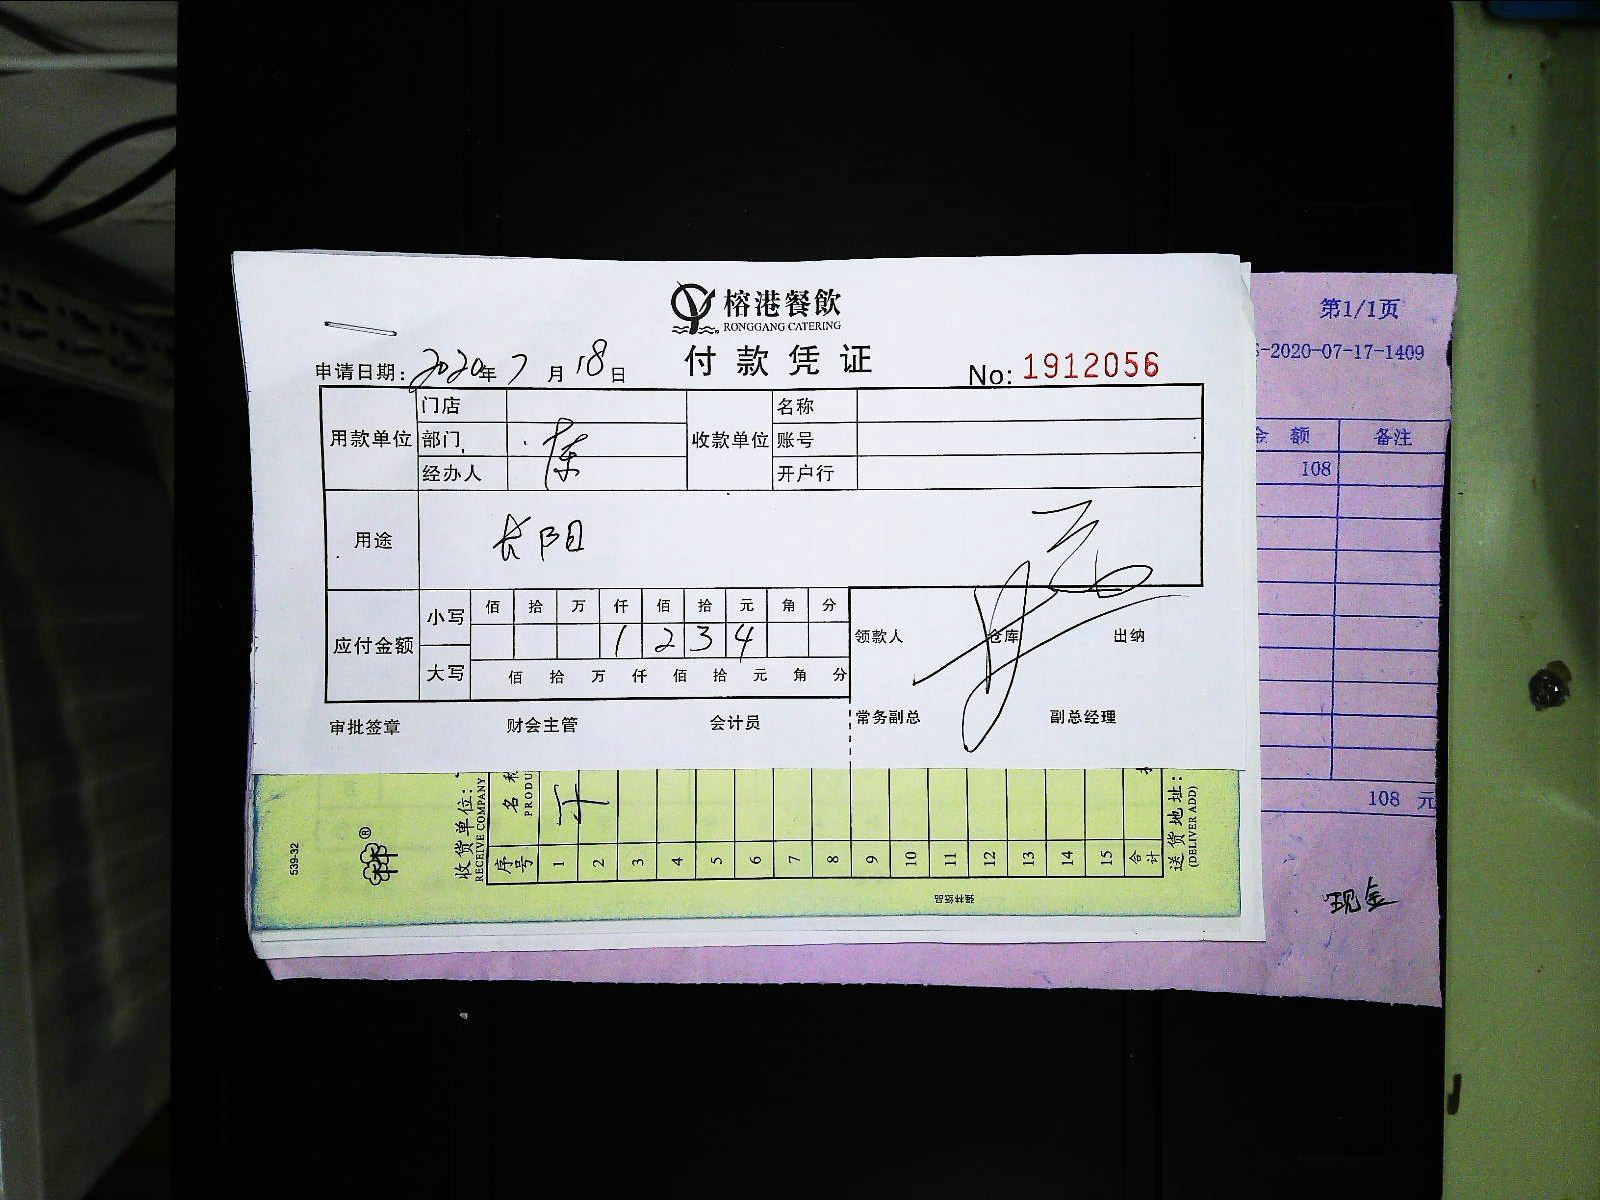 榕港餐飲
RONGGANG CATERING
付款凭证
申请日期: 2020年 7月 18日
No: 1912056
用款单位 门店 收款单位 名称
部门 账号
经办人 开户行
用途 长阳
应付金额 小写 佰 拾 万 仟 佰 拾 元 角 分
1 2 3 4
大写 佰 拾 万 仟 佰 拾 元 角 分
领款人 仓库 出纳
审批签章 财会主管 会计员 常务副总 副总经理
第1/1页
-2020-07-17-1409
金 额 备注
108
108 元
现金
539-32
收货单位:
RECEIVE COMPANY
序号 1 2 3 4 5 6 7 8 9 10 11 12 13 14 15 合计
送货地址:
(DELIVER ADD)